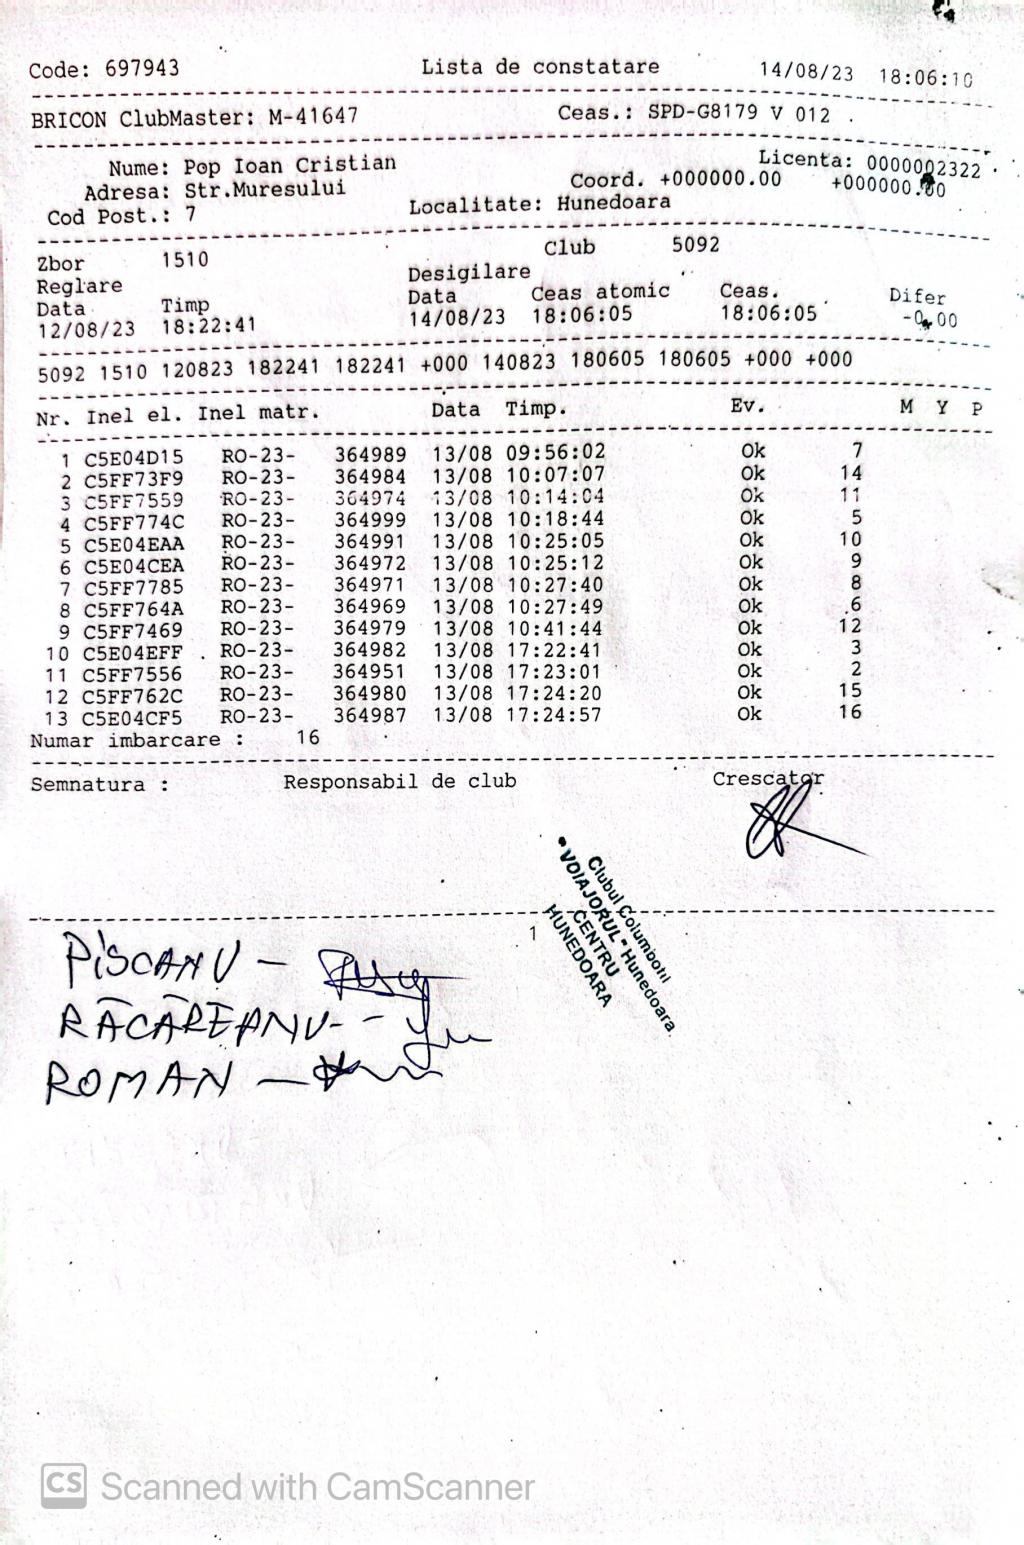 Code: 697943 Lista de constatare 14/08/23 18:06:10
BRICON ClubMaster: M-41647 Ceas.: SPD-G8179 V 012 .
Nume: Pop Ioan Cristian Licenta: 0000002322
Adresa: Str.Muresului Coord. +000000.00 +000000.00
Cod Post.: 7 Localitate: Hunedoara
Zbor 1510 Club 5092
Reglare Desigilare
Data Timp Data Ceas atomic Ceas. Difer
12/08/23 18:22:41 14/08/23 18:06:05 18:06:05 -0.00
5092 1510 120823 182241 182241 +000 140823 180605 180605 +000 +000
Nr. Inel el. Inel matr. Data Timp. Ev. M Y P
1 C5E04D15 RO-23- 364989 13/08 09:56:02 Ok 7
2 C5FF73F9 RO-23- 364984 13/08 10:07:07 Ok 14
3 C5FF7559 RO-23- 364974 13/08 10:14:04 Ok 11
4 C5FF774C RO-23- 364999 13/08 10:18:44 Ok 5
5 C5E04EAA RO-23- 364991 13/08 10:25:05 Ok 10
6 C5E04CEA RO-23- 364972 13/08 10:25:12 Ok 9
7 C5FF7785 RO-23- 364971 13/08 10:27:40 Ok 8
8 C5FF764A RO-23- 364969 13/08 10:27:49 Ok 6
9 C5FF7469 RO-23- 364979 13/08 10:41:44 Ok 12
10 C5E04EFF RO-23- 364982 13/08 17:22:41 Ok 3
11 C5FF7556 RO-23- 364951 13/08 17:23:01 Ok 2
12 C5FF762C RO-23- 364980 13/08 17:24:20 Ok 15
13 C5E04CF5 RO-23- 364987 13/08 17:24:57 Ok 16
Numar imbarcare : 16
Semnatura : Responsabil de club Crescator
Clubul Columbofil
"VOIAJORUL" Hunedoara
CENTRU
HUNEDOARA
1
PISCANU -
RĂCĂREANU -
ROMAN -
CS Scanned with CamScanner